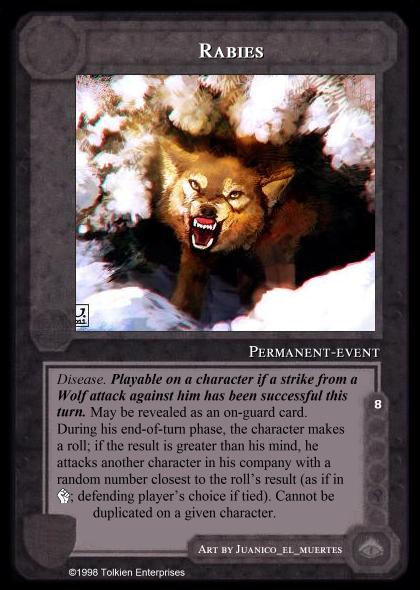 RABIES
PERMANENT-EVENT
Disease. Playable on a character if a strike from a
Wolf attack against him has been successful this
turn. May be revealed as an on-guard card.
During his end-of-turn phase, the character makes
a roll; if the result is greater than his mind, he
attacks another character in his company with a
random number closest to the roll's result (as if in
; defending player's choice if tied). Cannot be
duplicated on a given character.
8
ART BY JUANICO_EL_MUERTES
©1998 Tolkien Enterprises